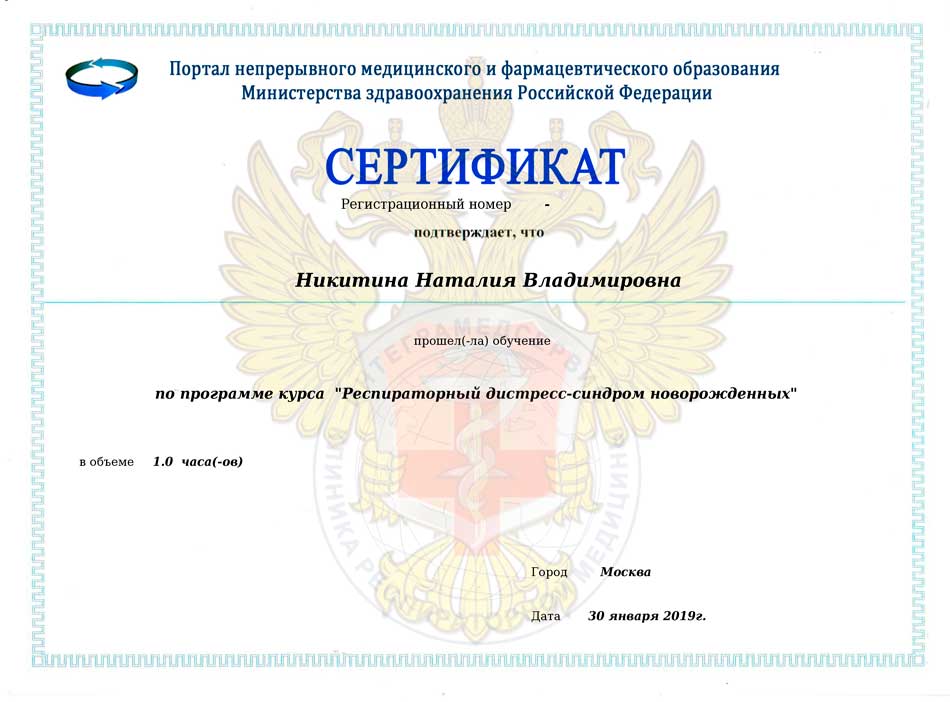 Портал непрерывного медицинского и фармацевтического образования
Министерства здравоохранения Российской Федерации
СЕРТИФИКАТ
Регистрационный номер -
подтверждает, что
Никитина Наталия Владимировна
прошел(-ла) обучение
по программе курса "Респираторный дистресс-синдром новорожденных"
в объеме 1.0 часа(-ов)
Город Москва
Дата 30 января 2019г.